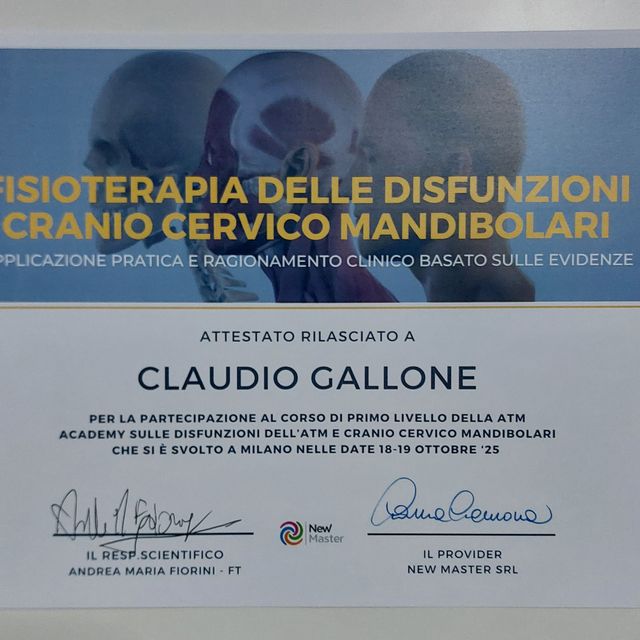 FISIOTERAPIA DELLE DISFUNZIONI
CRANIO CERVICO MANDIBOLARI
APPLICAZIONE PRATICA E RAGIONAMENTO CLINICO BASATO SULLE EVIDENZE
ATTESTATO RILASCIATO A
CLAUDIO GALLONE
PER LA PARTECIPAZIONE AL CORSO DI PRIMO LIVELLO DELLA ATM
ACADEMY SULLE DISFUNZIONI DELL'ATM E CRANIO CERVICO MANDIBOLARI
CHE SI È SVOLTO A MILANO NELLE DATE 18-19 OTTOBRE '25
New
Master
IL RESP.SCIENTIFICO
ANDREA MARIA FIORINI - FT
IL PROVIDER
NEW MASTER SRL